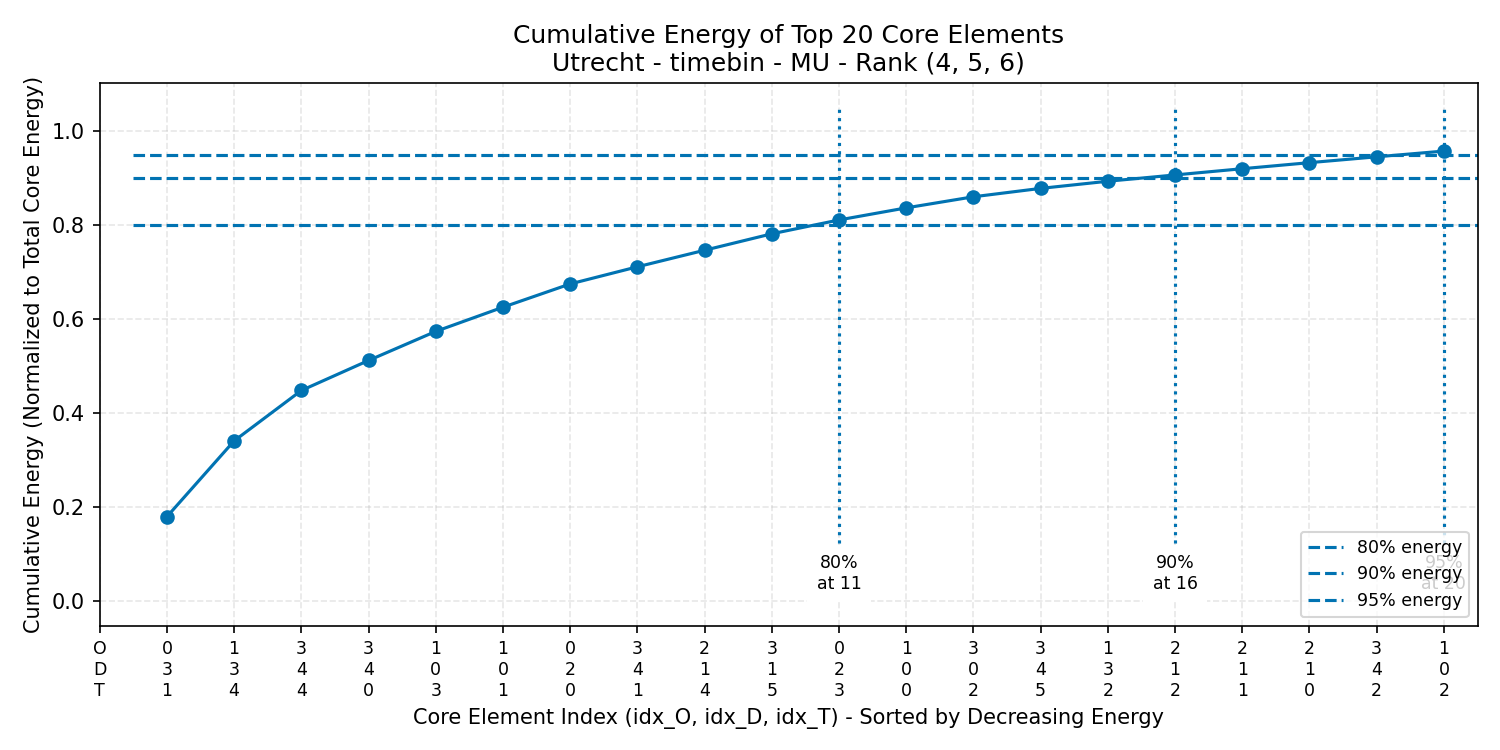 Cumulative Energy of Top 20 Core Elements
Utrecht - timebin - MU - Rank (4, 5, 6)
Cumulative Energy (Normalized to Total Core Energy)
1.0
0.8
0.6
0.4
0.2
0.0
80%
at 11
90%
at 16
95%
at 20
80% energy
90% energy
95% energy
O 0 1 3 3 1 1 0 3 2 3 0 1 3 3 1 2 2 2 3 1
D 3 3 4 4 0 0 2 4 1 1 2 0 0 4 3 1 1 1 4 0
T 1 4 4 0 3 1 0 1 4 5 3 0 2 5 2 2 1 0 2 2
Core Element Index (idx_O, idx_D, idx_T) - Sorted by Decreasing Energy